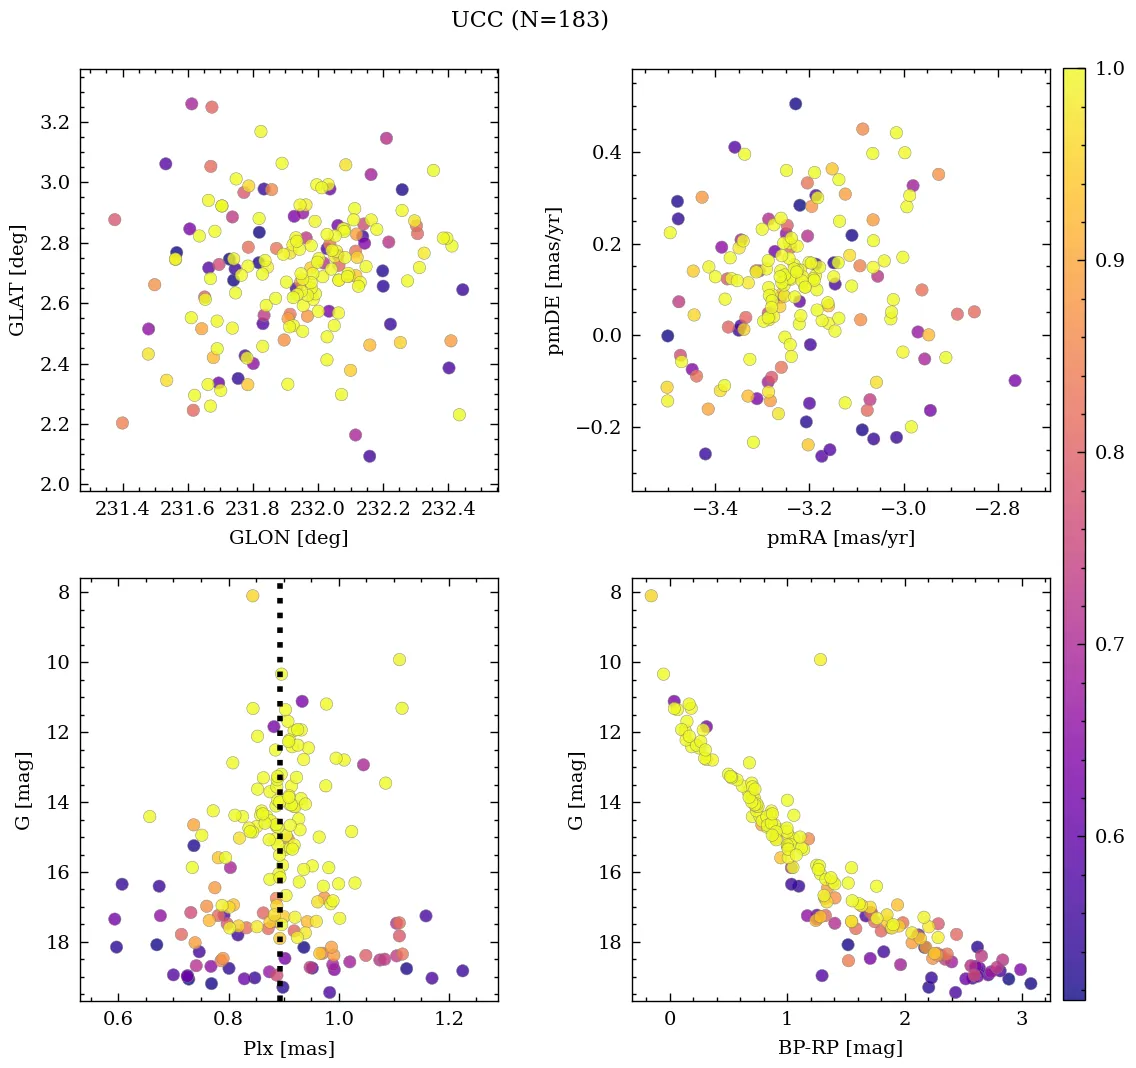 UCC (N=183)
3.2
3.0
2.8
2.6
2.4
2.2
2.0
GLAT [deg]
231.4 231.6 231.8 232.0 232.2 232.4
GLON [deg]
0.4
0.2
0.0
−0.2
pmDE [mas/yr]
−3.4 −3.2 −3.0 −2.8
pmRA [mas/yr]
1.0
0.9
0.8
0.7
0.6
8
10
12
14
16
18
G [mag]
0.6 0.8 1.0 1.2
Plx [mas]
8
10
12
14
16
18
G [mag]
0 1 2 3
BP-RP [mag]